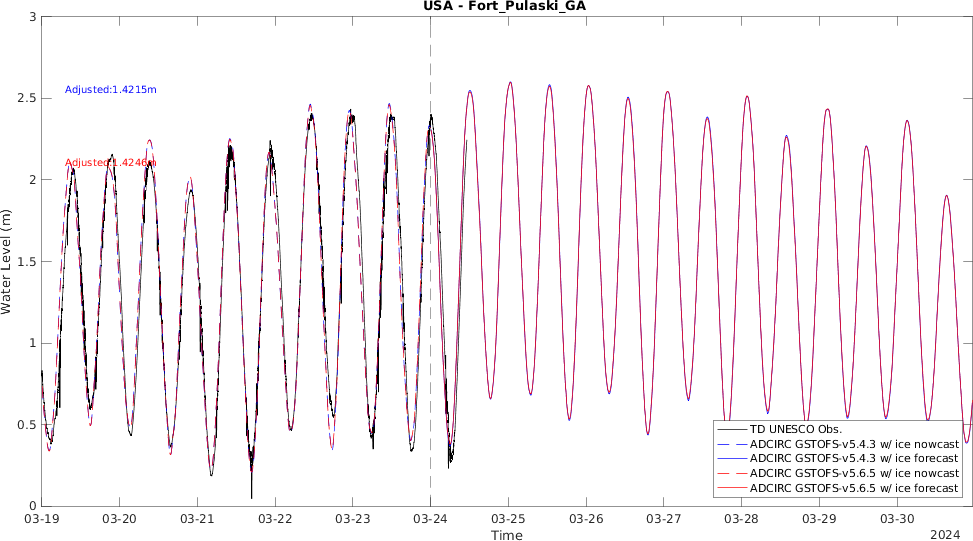 USA - Fort_Pulaski_GA
3
2.5
2
1.5
1
0.5
0
Water Level (m)
Adjusted:1.4215m
Adjusted:1.4246m
TD UNESCO Obs.
ADCIRC GSTOFS-v5.4.3 w/ ice nowcast
ADCIRC GSTOFS-v5.4.3 w/ ice forecast
ADCIRC GSTOFS-v5.6.5 w/ ice nowcast
ADCIRC GSTOFS-v5.6.5 w/ ice forecast
03-19 03-20 03-21 03-22 03-23 03-24 03-25 03-26 03-27 03-28 03-29 03-30
Time
2024